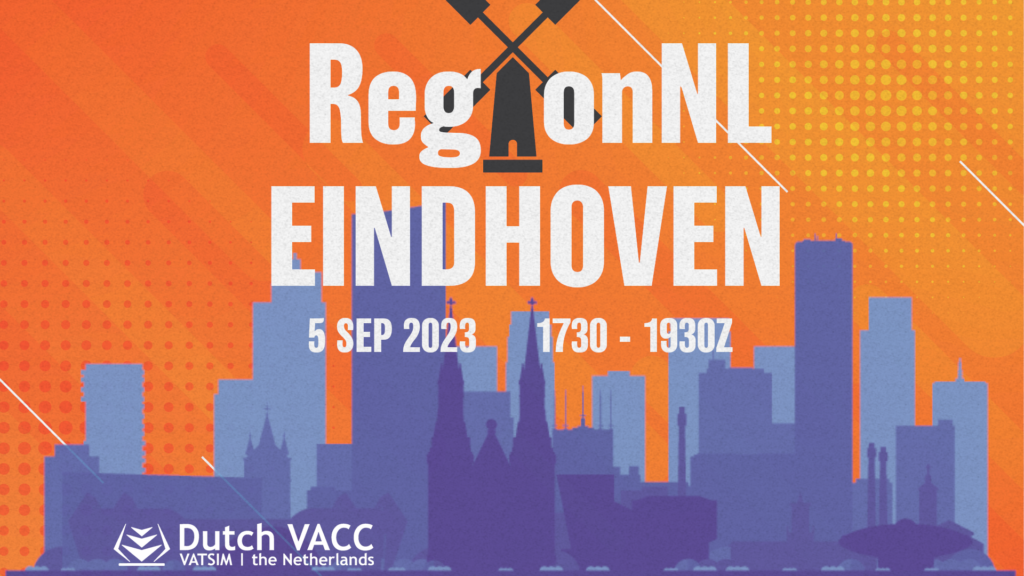 RegionNL
EINDHOVEN
5 SEP 2023 1730 - 1930Z
Dutch VACC
VATSIM | the Netherlands